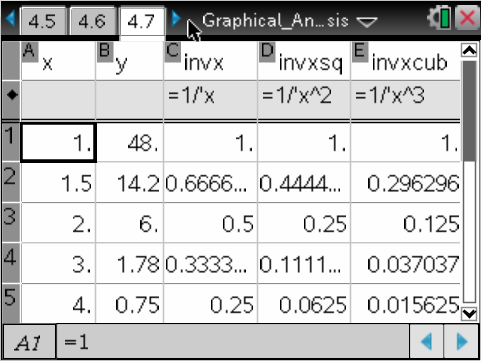 4.5 4.6 4.7 Graphical_An…sis
A x B y C invx D invxsq E invxcub
◆ =1/'x =1/'x^2 =1/'x^3
1 1. 48. 1. 1. 1.
2 1.5 14.2 0.6666... 0.4444... 0.296296
3 2. 6. 0.5 0.25 0.125
4 3. 1.78 0.3333... 0.1111... 0.037037
5 4. 0.75 0.25 0.0625 0.015625
A1 =1